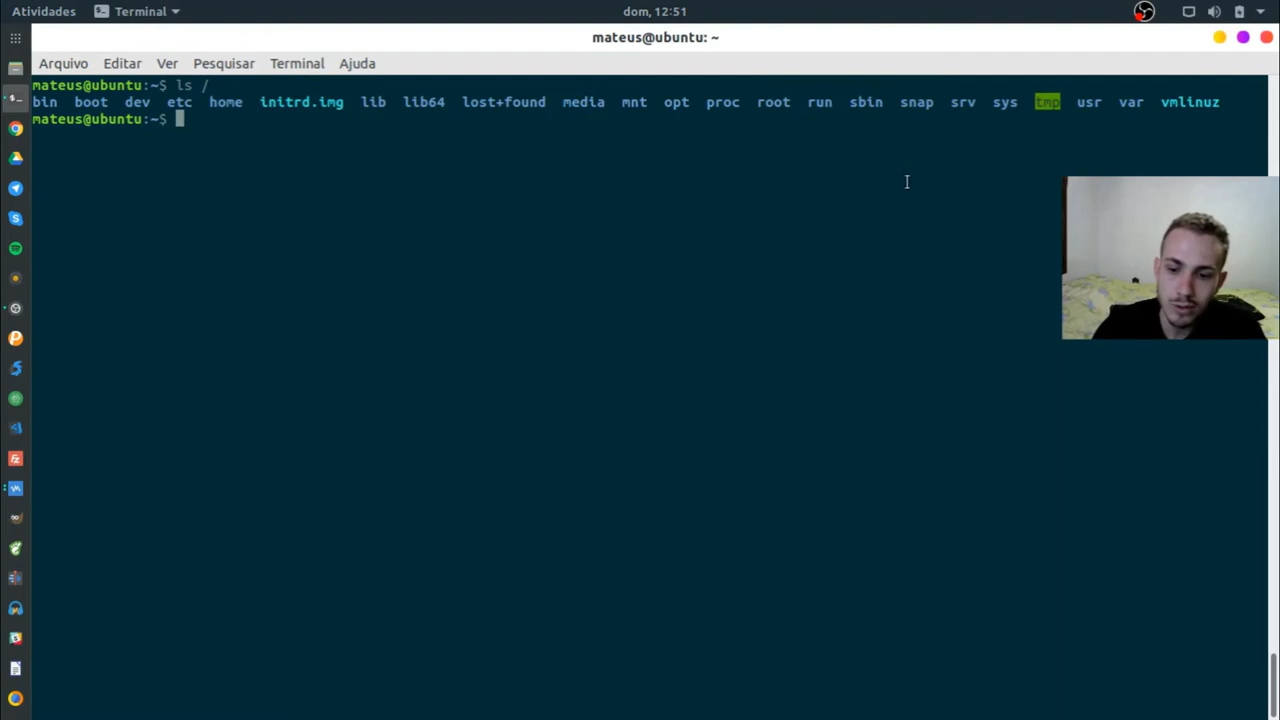 Atividades Terminal dom, 12:51
mateus@ubuntu: ~
Arquivo Editar Ver Pesquisar Terminal Ajuda
mateus@ubuntu:~$ ls /
bin boot dev etc home initrd.img lib lib64 lost+found media mnt opt proc root run sbin snap srv sys tmp usr var vmlinuz
mateus@ubuntu:~$